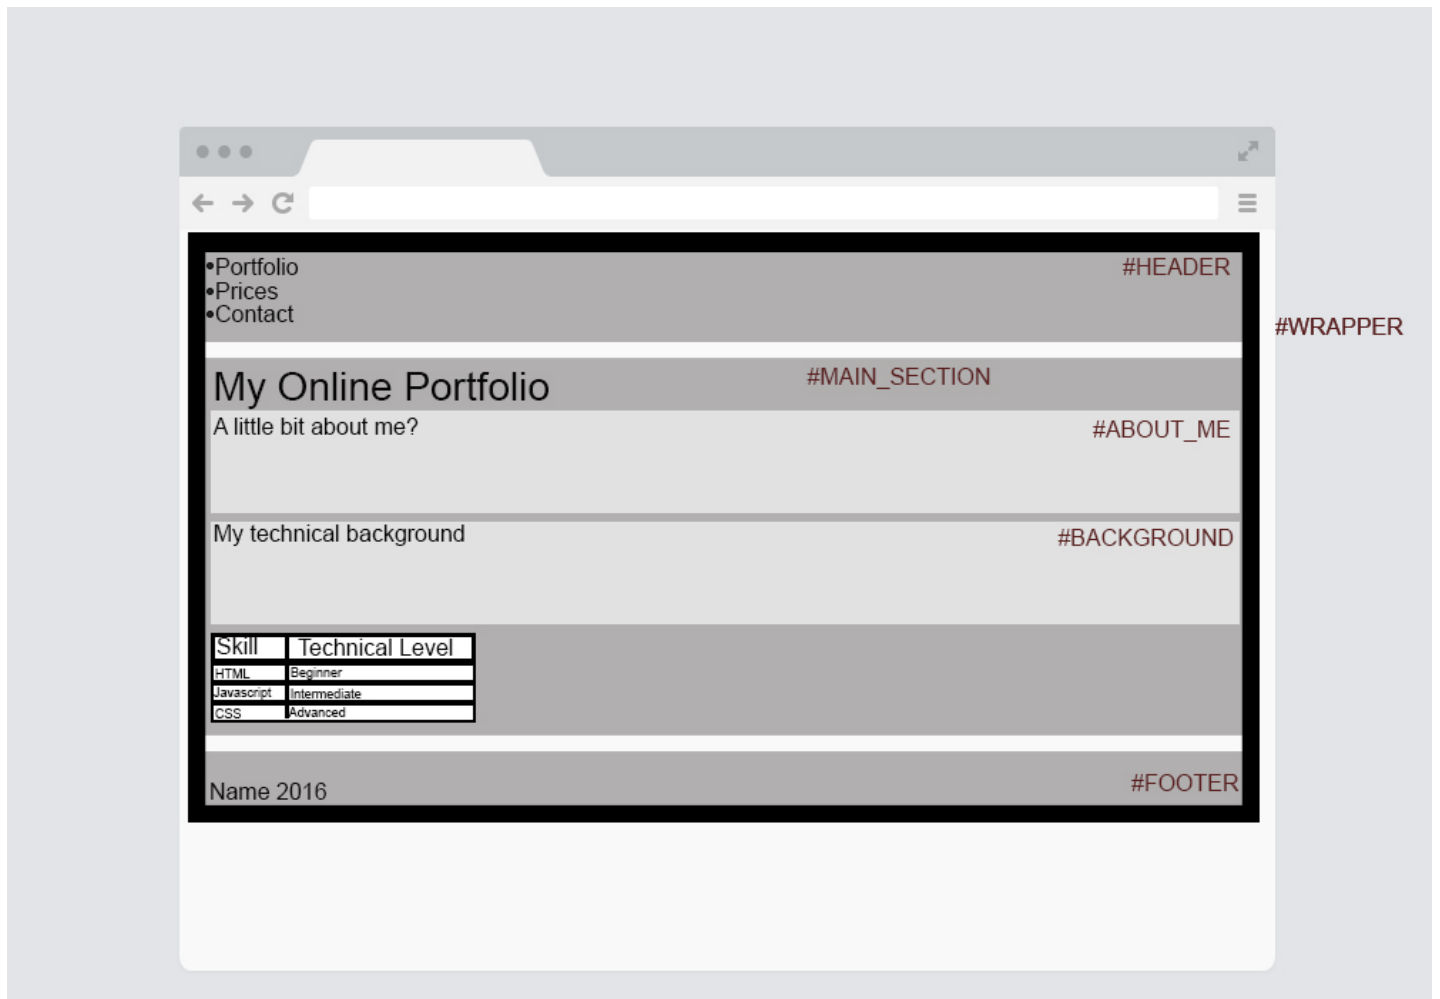 •Portfolio
#HEADER
•Prices
•Contact
#WRAPPER
My Online Portfolio
#MAIN_SECTION
A little bit about me?
#ABOUT_ME
My technical background
#BACKGROUND
Skill Technical Level
HTML Beginner
Javascript Intermediate
CSS Advanced
Name 2016
#FOOTER